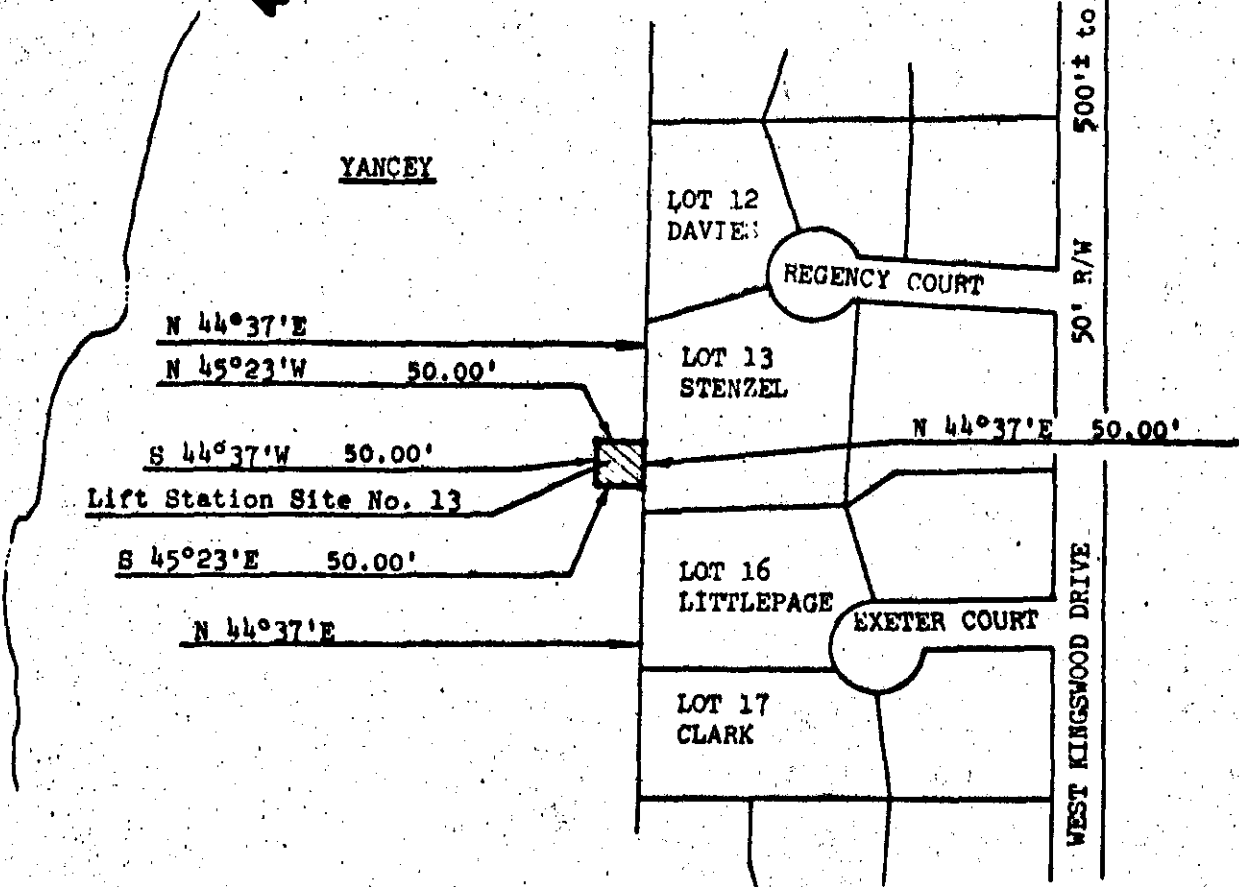 500'± to
YANCEY
LOT 12
DAVIES
REGENCY COURT
50' R/W
N 44°37'E
N 45°23'W 50.00'
LOT 13
STENZEL
N 44°37'E 50.00'
S 44°37'W 50.00'
Lift Station Site No. 13
S 45°23'E 50.00'
LOT 16
LITTLEPAGE
EXETER COURT
N 44°37'E
LOT 17
CLARK
WEST KINGSWOOD DRIVE